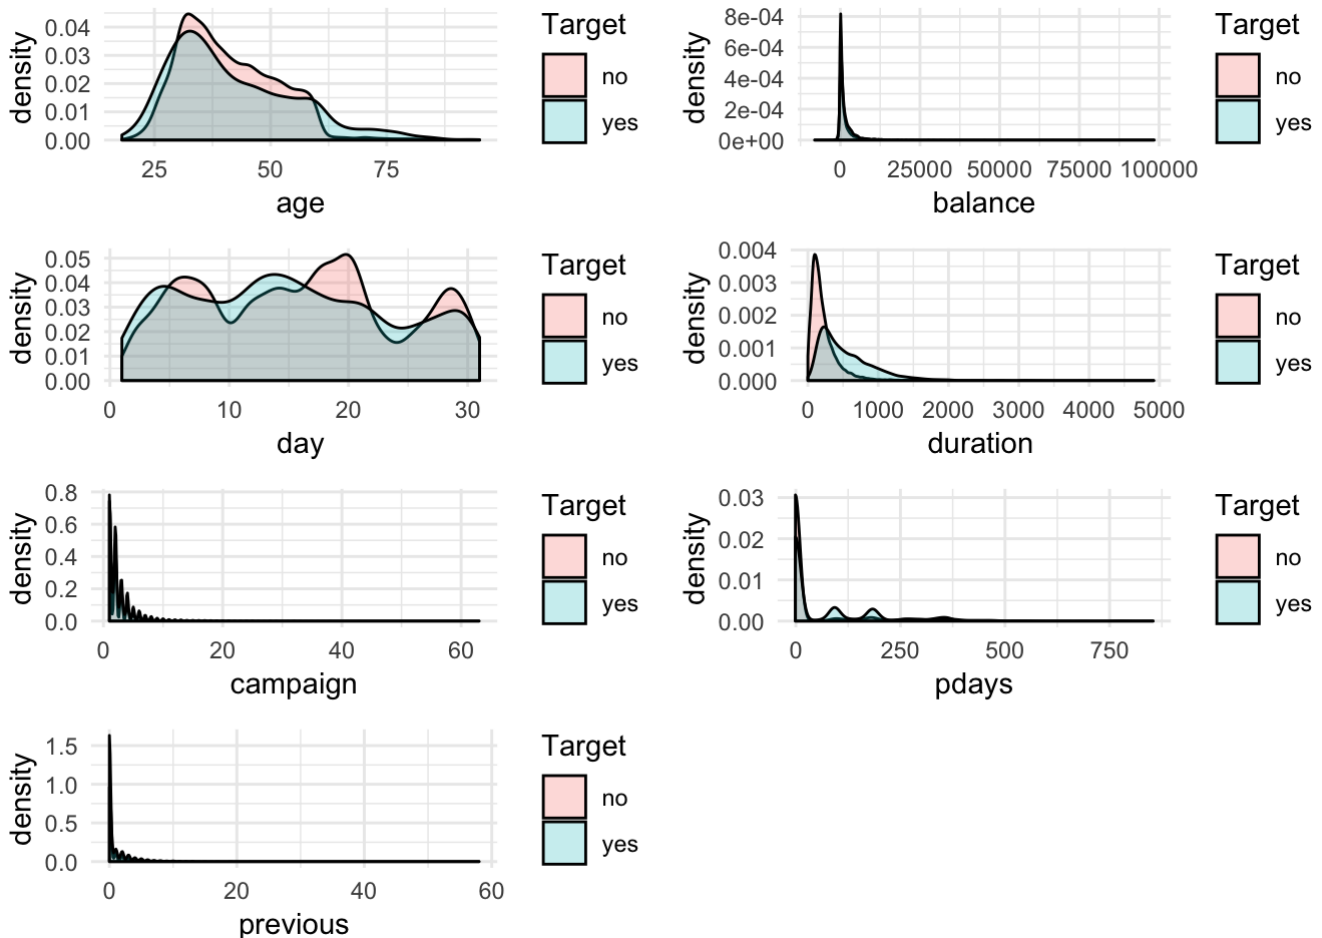 density
0.04
0.03
0.02
0.01
0.00
25 50 75
age
Target
no
yes
density
8e-04
6e-04
4e-04
2e-04
0e+00
0 25000 50000 75000 100000
balance
Target
no
yes
density
0.05
0.04
0.03
0.02
0.01
0.00
0 10 20 30
day
Target
no
yes
density
0.004
0.003
0.002
0.001
0.000
0 1000 2000 3000 4000 5000
duration
Target
no
yes
density
0.8
0.6
0.4
0.2
0.0
0 20 40 60
campaign
Target
no
yes
density
0.03
0.02
0.01
0.00
0 250 500 750
pdays
Target
no
yes
density
1.5
1.0
0.5
0.0
0 20 40 60
previous
Target
no
yes